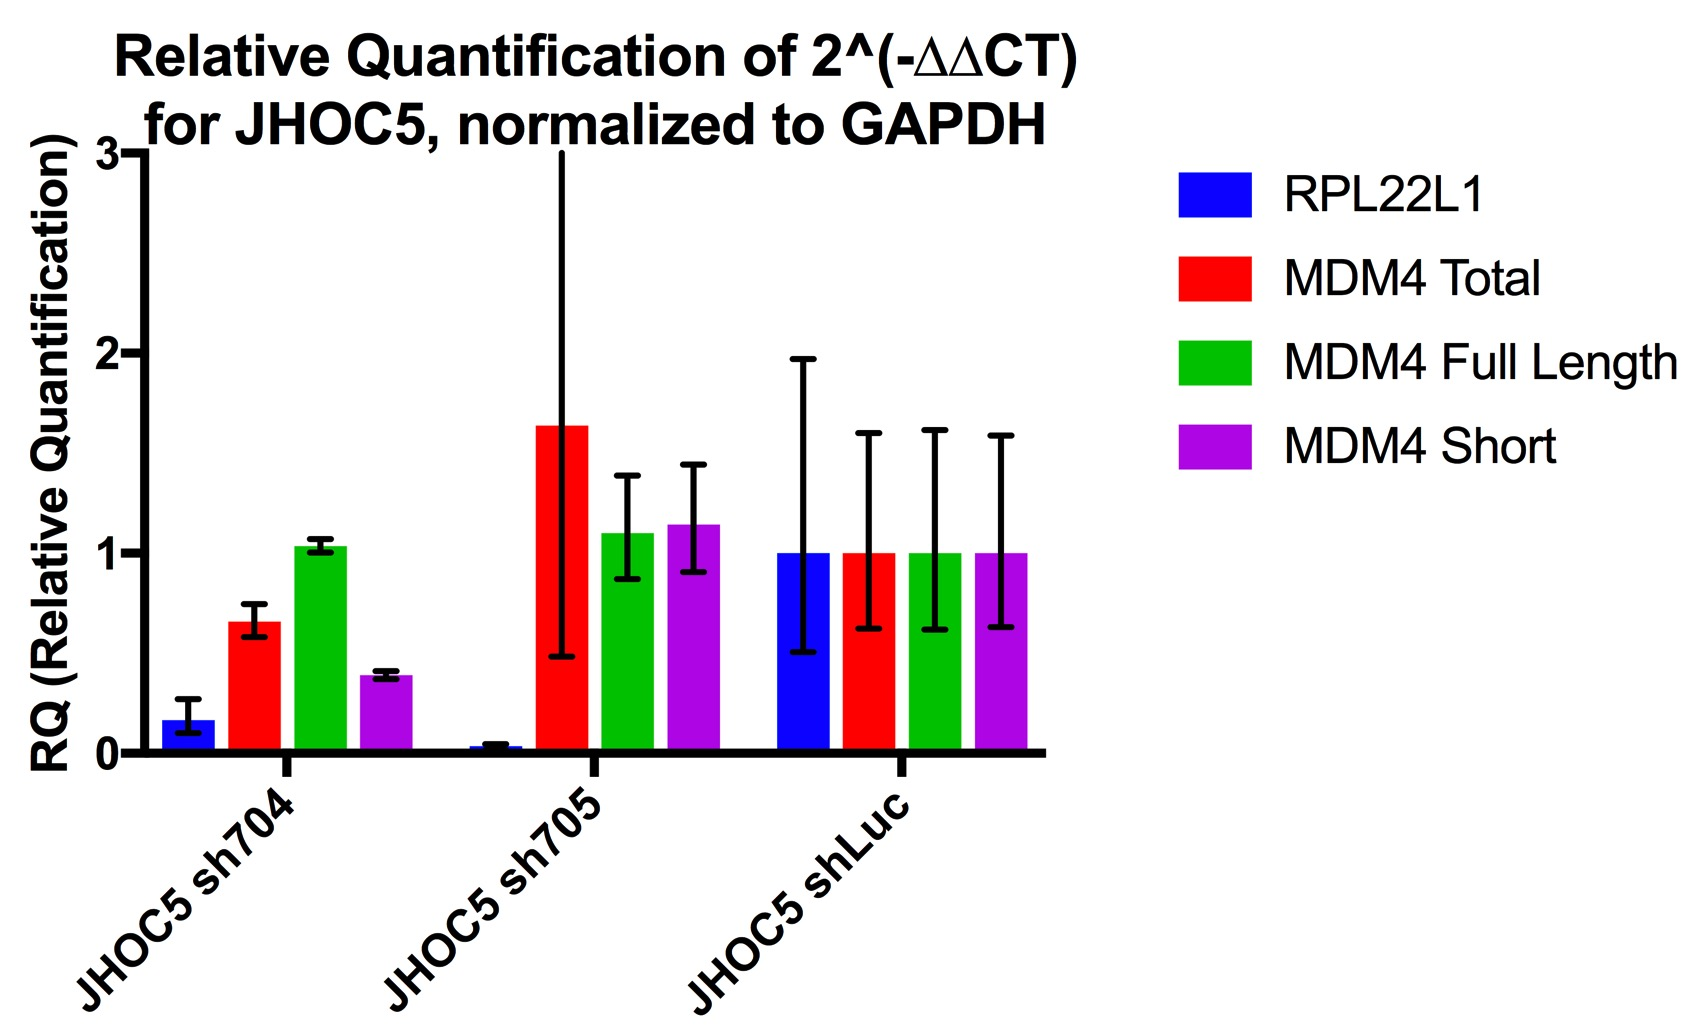 Relative Quantification of 2^(-ΔΔCT)
for JHOC5, normalized to GAPDH
RQ (Relative Quantification)
3
2
1
0
JHOC5 sh704
JHOC5 sh705
JHOC5 shLuc
RPL22L1
MDM4 Total
MDM4 Full Length
MDM4 Short